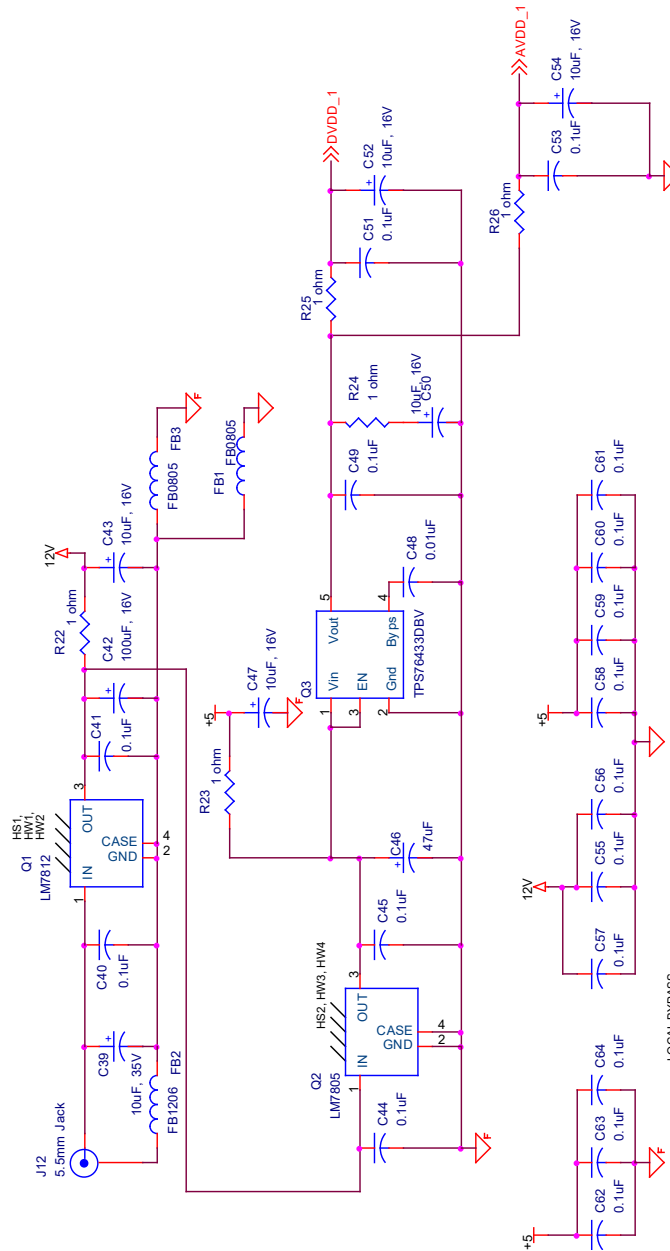 J12
5.5mm Jack
C39
10uF, 35V
FB2
FB1206
C40
0.1uF
Q1
LM7812
HS1,
HW1,
HW2
1
IN
OUT
3
CASE
GND
4
2
C41
0.1uF
C42
100uF, 16V
R22
1 ohm
12V
C43
10uF, 16V
FB3
FB0805
F
FB1
FB0805
C44
0.1uF
Q2
LM7805
HS2, HW3, HW4
1
IN
OUT
3
CASE
GND
4
2
F
C45
0.1uF
C46
47uF
R23
1 ohm
+5
C47
10uF, 16V
F
Q3
1
Vin
Vout
5
3
EN
2
Gnd
Byps
4
TPS76433DBV
C48
0.01uF
C49
0.1uF
R24
1 ohm
10uF, 16V
C50
R25
1 ohm
C51
0.1uF
C52
10uF, 16V
DVDD_1
R26
1 ohm
C53
0.1uF
C54
10uF, 16V
AVDD_1
+5
C62
0.1uF
C63
0.1uF
C64
0.1uF
F
12V
C57
0.1uF
C55
0.1uF
C56
0.1uF
+5
C58
0.1uF
C59
0.1uF
C60
0.1uF
C61
0.1uF